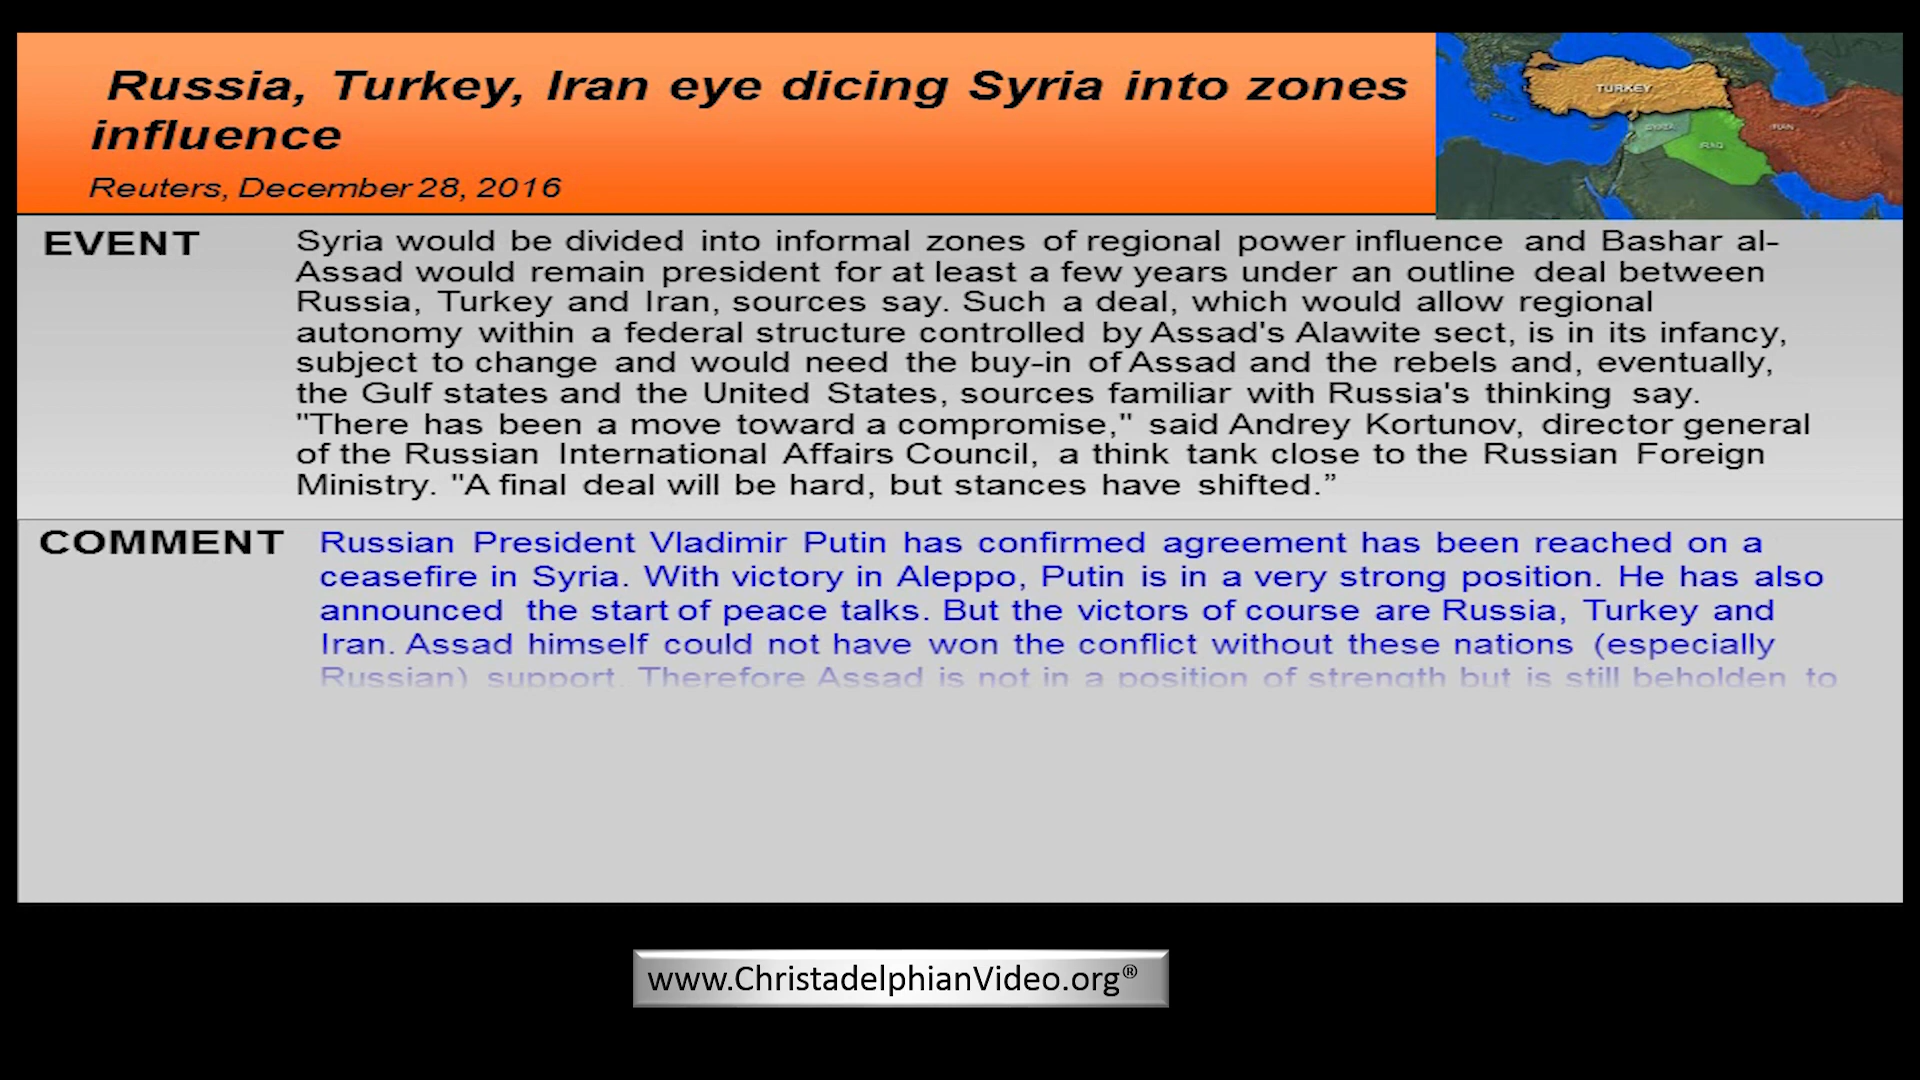 Russia, Turkey, Iran eye dicing Syria into zones
influence
Reuters, December 28, 2016
TURKEY
SYRIA
IRAN
IRAQ
EVENT
Syria would be divided into informal zones of regional power influence and Bashar al-
Assad would remain president for at least a few years under an outline deal between
Russia, Turkey and Iran, sources say. Such a deal, which would allow regional
autonomy within a federal structure controlled by Assad's Alawite sect, is in its infancy,
subject to change and would need the buy-in of Assad and the rebels and, eventually,
the Gulf states and the United States, sources familiar with Russia's thinking say.
"There has been a move toward a compromise," said Andrey Kortunov, director general
of the Russian International Affairs Council, a think tank close to the Russian Foreign
Ministry. "A final deal will be hard, but stances have shifted.”
COMMENT
Russian President Vladimir Putin has confirmed agreement has been reached on a
ceasefire in Syria. With victory in Aleppo, Putin is in a very strong position. He has also
announced the start of peace talks. But the victors of course are Russia, Turkey and
Iran. Assad himself could not have won the conflict without these nations (especially
Russian) support. Therefore Assad is not in a position of strength but is still beholden to
www.ChristadelphianVideo.org®